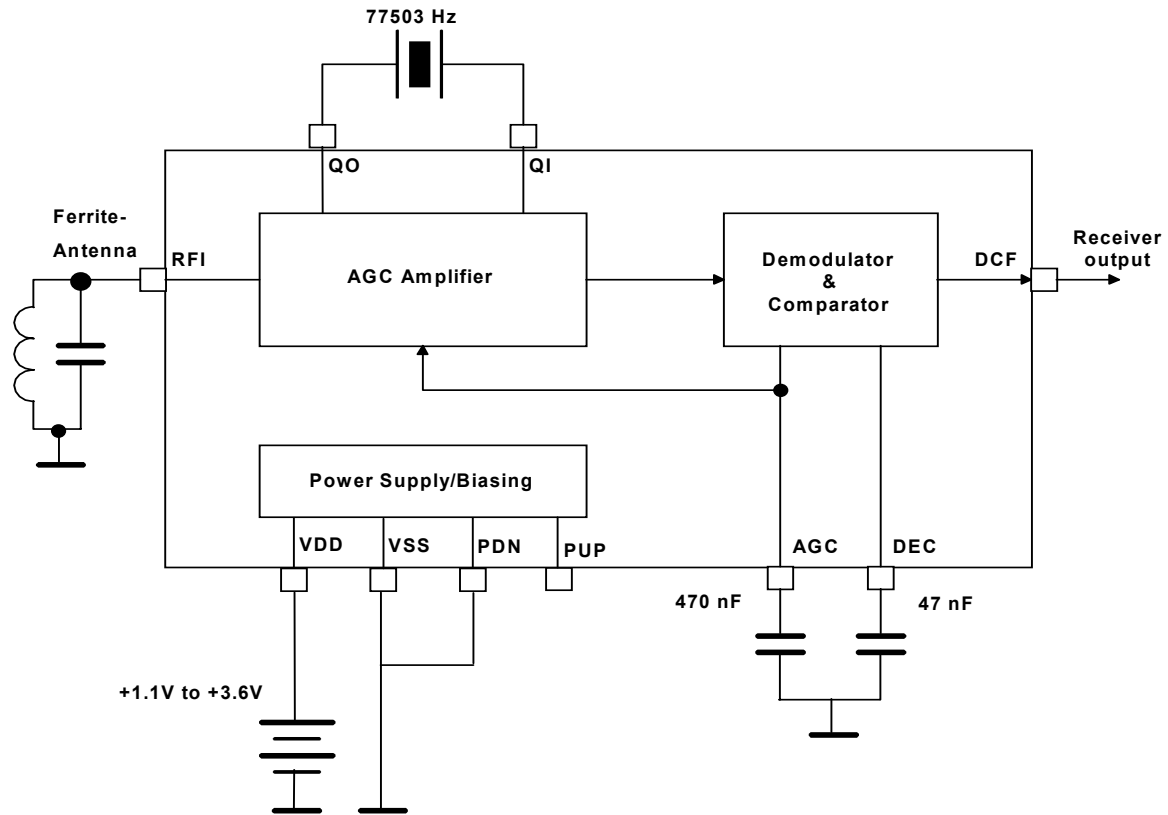 77503 Hz
QO
QI
Ferrite-
Antenna
RFI
AGC Amplifier
Demodulator
&
Comparator
DCF
Receiver
output
Power Supply/Biasing
VDD
VSS
PDN
PUP
AGC
DEC
470 nF
47 nF
+1.1V to +3.6V